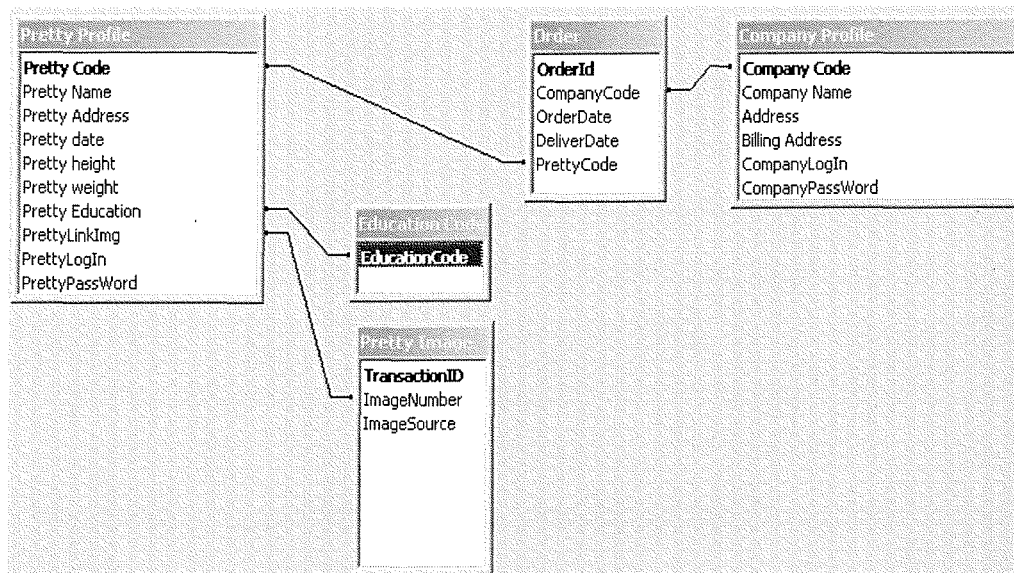 Pretty Profile
Pretty Code
Pretty Name
Pretty Address
Pretty date
Pretty height
Pretty weight
Pretty Education
PrettyLinkImg
PrettyLogIn
PrettyPassWord
Order
OrderId
CompanyCode
OrderDate
DeliverDate
PrettyCode
Company Profile
Company Code
Company Name
Address
Billing Address
CompanyLogIn
CompanyPassWord
Education
EducationCode
Pretty Image
TransactionID
ImageNumber
ImageSource